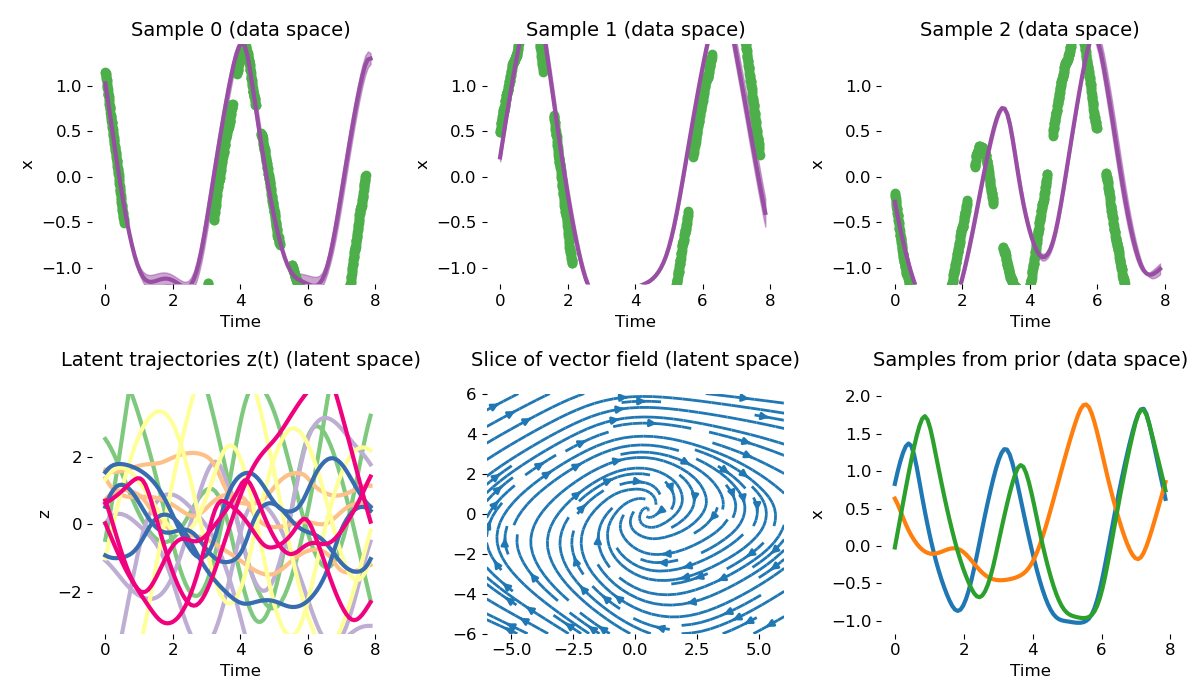 Sample 0 (data space)
Sample 1 (data space)
Sample 2 (data space)
1.0
0.5
0.0
−0.5
−1.0
x
0 2 4 6 8
Time
1.0
0.5
0.0
−0.5
−1.0
x
0 2 4 6 8
Time
1.0
0.5
0.0
−0.5
−1.0
x
0 2 4 6 8
Time
Latent trajectories z(t) (latent space)
Slice of vector field (latent space)
Samples from prior (data space)
2
0
−2
z
0 2 4 6 8
Time
6
4
2
0
−2
−4
−6
−5.0 −2.5 0.0 2.5 5.0
2.0
1.5
1.0
0.5
0.0
−0.5
−1.0
x
0 2 4 6 8
Time